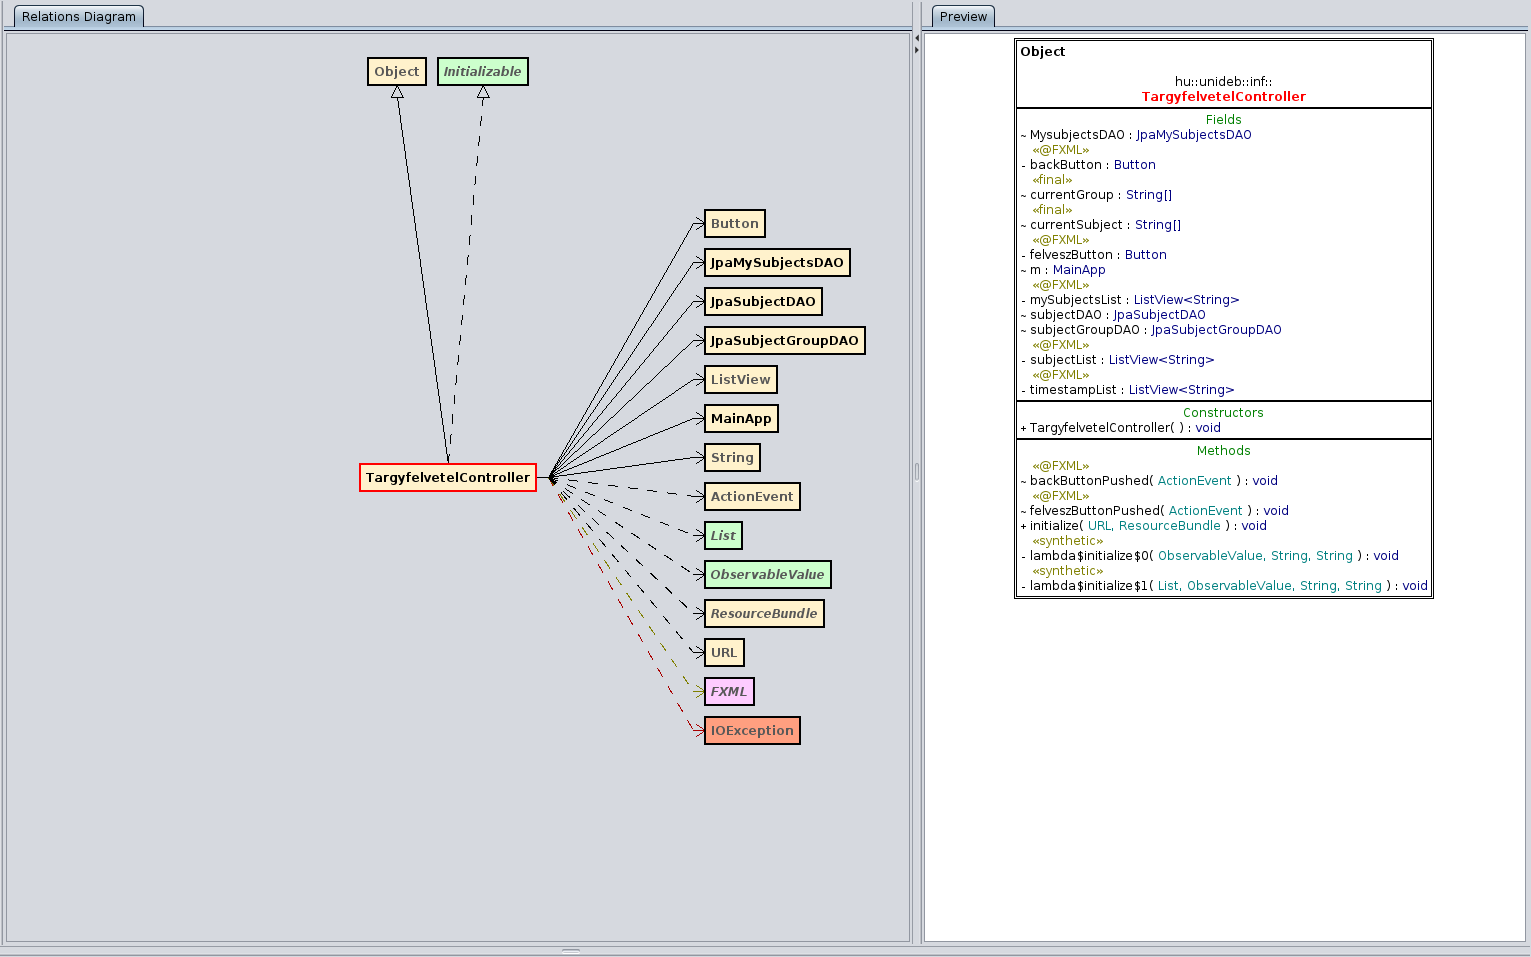 Relations Diagram
Object
Initializable
Button
JpaMySubjectsDAO
JpaSubjectDAO
JpaSubjectGroupDAO
ListView
MainApp
String
TargyfelvetelController
ActionEvent
List
ObservableValue
ResourceBundle
URL
FXML
IOException
Preview
Object
hu::unideb::inf::
TargyfelvetelController
Fields
~ MysubjectsDAO : JpaMySubjectsDAO
«@FXML»
- backButton : Button
«final»
~ currentGroup : String[]
«final»
~ currentSubject : String[]
«@FXML»
- felveszButton : Button
~ m : MainApp
«@FXML»
- mySubjectsList : ListView<String>
~ subjectDAO : JpaSubjectDAO
~ subjectGroupDAO : JpaSubjectGroupDAO
«@FXML»
- subjectList : ListView<String>
«@FXML»
- timestampList : ListView<String>
Constructors
+ TargyfelvetelController( ) : void
Methods
«@FXML»
~ backButtonPushed( ActionEvent ) : void
«@FXML»
~ felveszButtonPushed( ActionEvent ) : void
+ initialize( URL, ResourceBundle ) : void
«synthetic»
- lambda$initialize$0( ObservableValue, String, String ) : void
«synthetic»
- lambda$initialize$1( List, ObservableValue, String, String ) : void